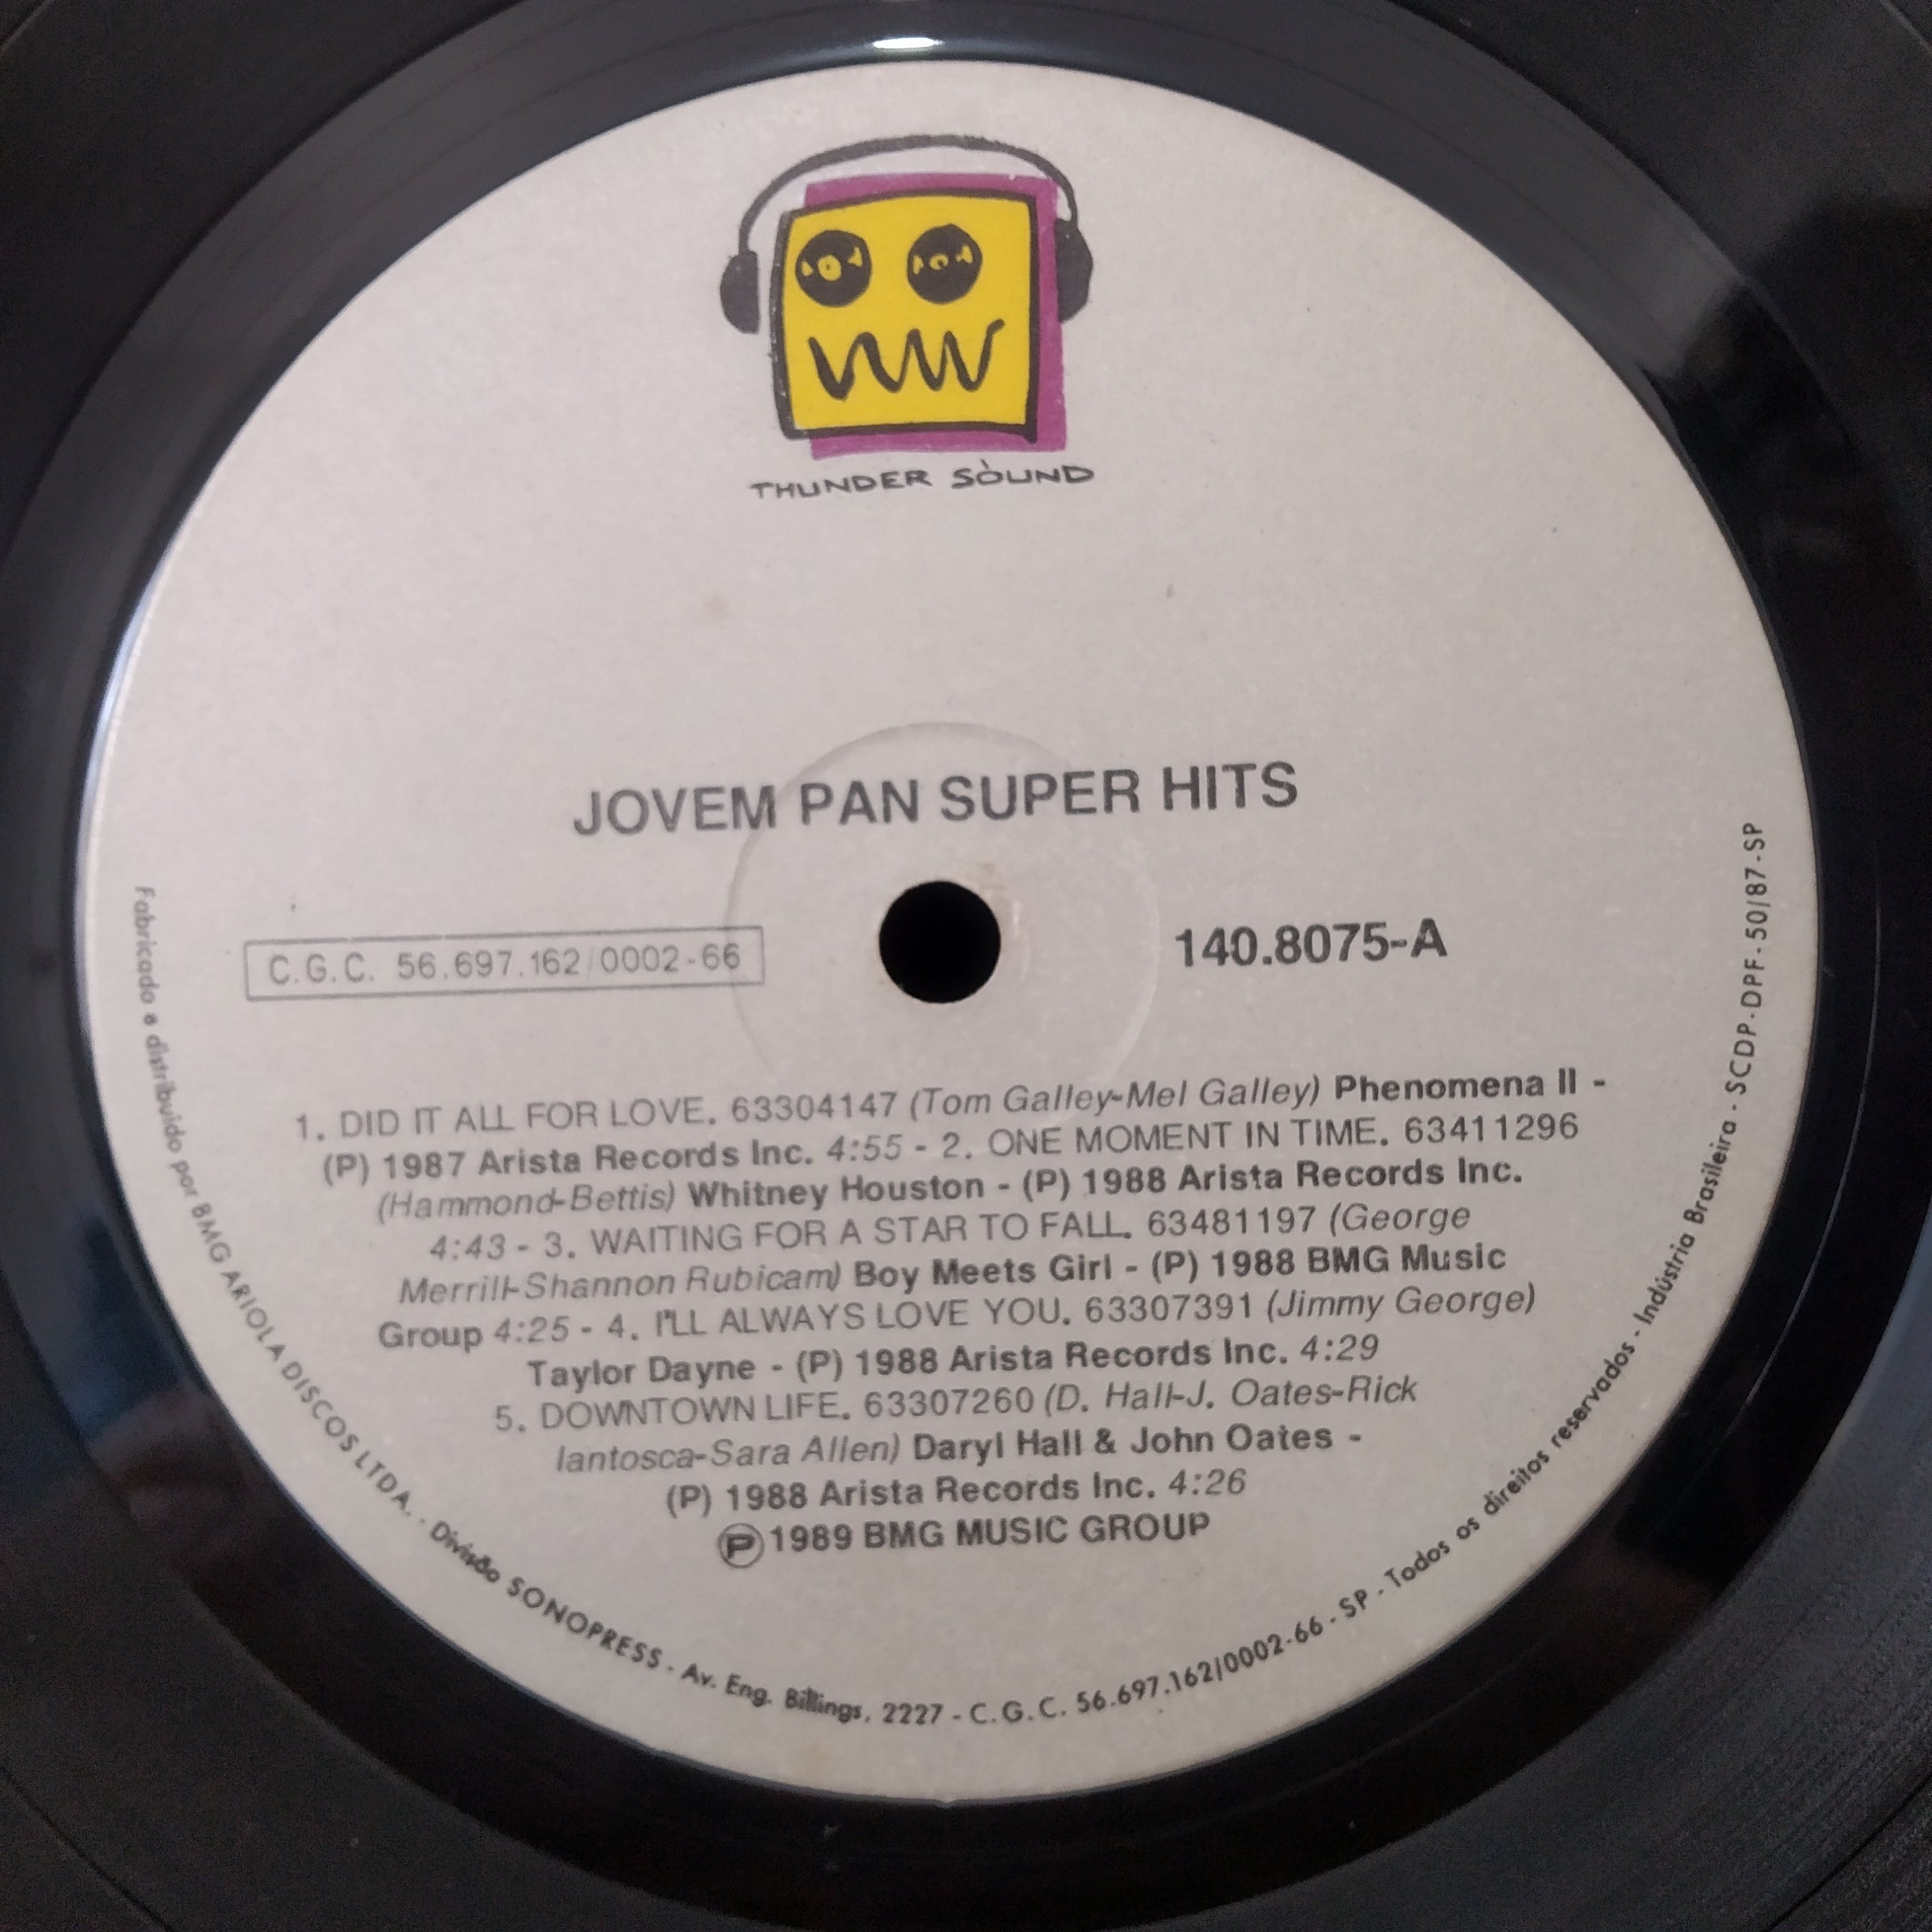 THUNDER SOUND
JOVEM PAN SUPER HITS
C.G.C. 56.697.162/0002-66
140.8075-A
1. DID IT ALL FOR LOVE. 63304147 (Tom Galley-Mel Galley) Phenomena II -
(P) 1987 Arista Records Inc. 4:55 - 2. ONE MOMENT IN TIME. 63411296
(Hammond-Bettis) Whitney Houston - (P) 1988 Arista Records Inc.
4:43 - 3. WAITING FOR A STAR TO FALL. 63481197 (George
Merrill-Shannon Rubicam) Boy Meets Girl - (P) 1988 BMG Music
Group 4:25 - 4. I'LL ALWAYS LOVE YOU. 63307391 (Jimmy George)
Taylor Dayne - (P) 1988 Arista Records Inc. 4:29
5. DOWNTOWN LIFE. 63307260 (D. Hall-J. Oates-Rick
Iantosca-Sara Allen) Daryl Hall & John Oates -
(P) 1988 Arista Records Inc. 4:26
Ⓟ 1989 BMG MUSIC GROUP
Fabricado e distribuído por BMG ARIOLA DISCOS LTDA. - Divisão SONOPRESS - Av. Eng. Billings, 2227 - C.G.C. 56.697.162/0002-66 - SP - Todos os direitos reservados - Indústria Brasileira - SCDP-DPF-50/87-SP